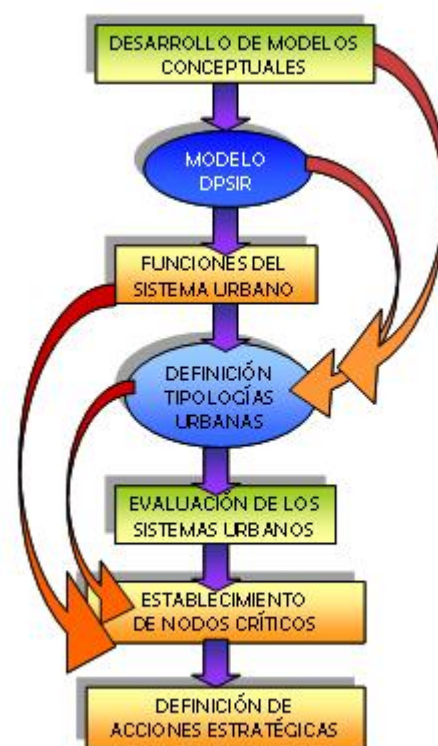 DESARROLLO DE MODELOS
CONCEPTUALES
MODELO
DPSIR
FUNCIONES DEL
SISTEMA URBANO
DEFINICIÓN
TIPOLOGÍAS
URBANAS
EVALUACIÓN DE LOS
SISTEMAS URBANOS
ESTABLECIMIENTO
DE NODOS CRÍTICOS
DEFINICIÓN DE
ACCIONES ESTRATÉGICAS